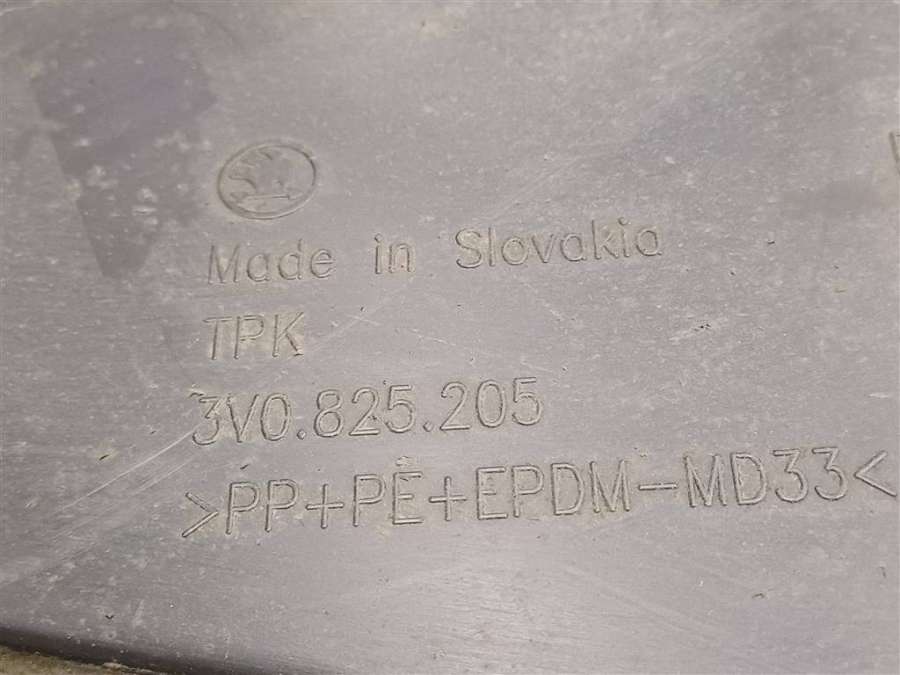 Made in Slovakia
TPK
3V0.825.205
>PP+PE+EPDM-MD33<